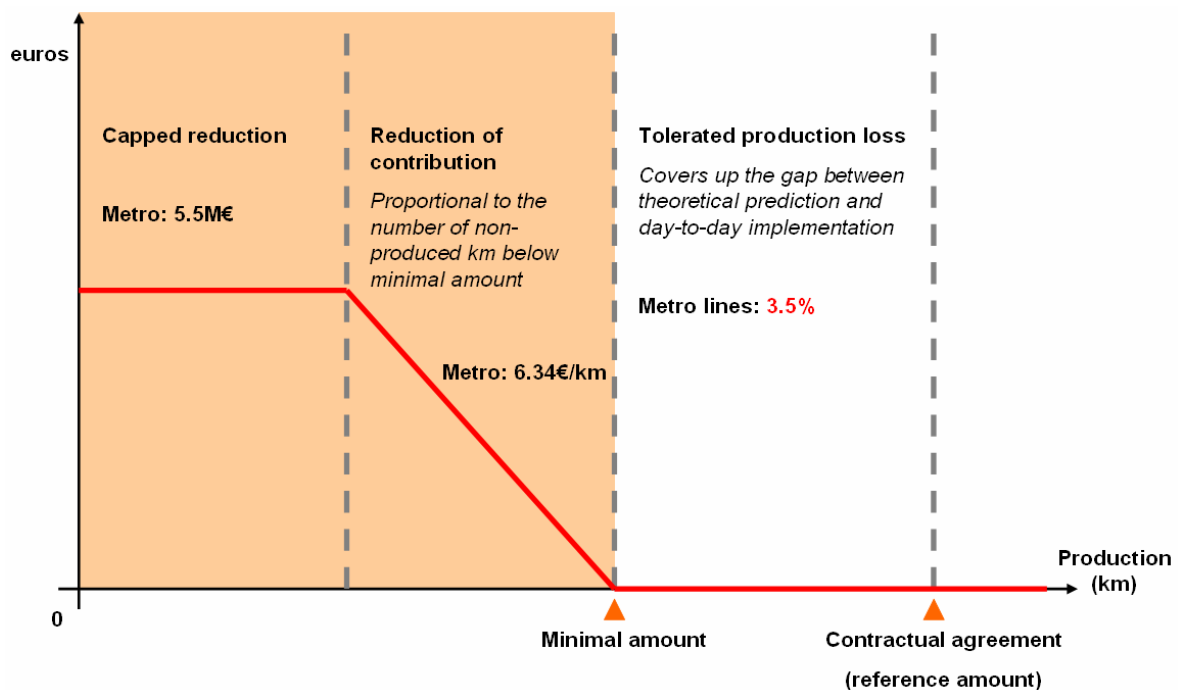 euros
Capped reduction
Metro: 5.5M€
Reduction of
contribution
Proportional to the
number of non-
produced km below
minimal amount
Metro: 6.34€/km
Tolerated production loss
Covers up the gap between
theoretical prediction and
day-to-day implementation
Metro lines: 3.5%
Production
(km)
0
Minimal amount
Contractual agreement
(reference amount)